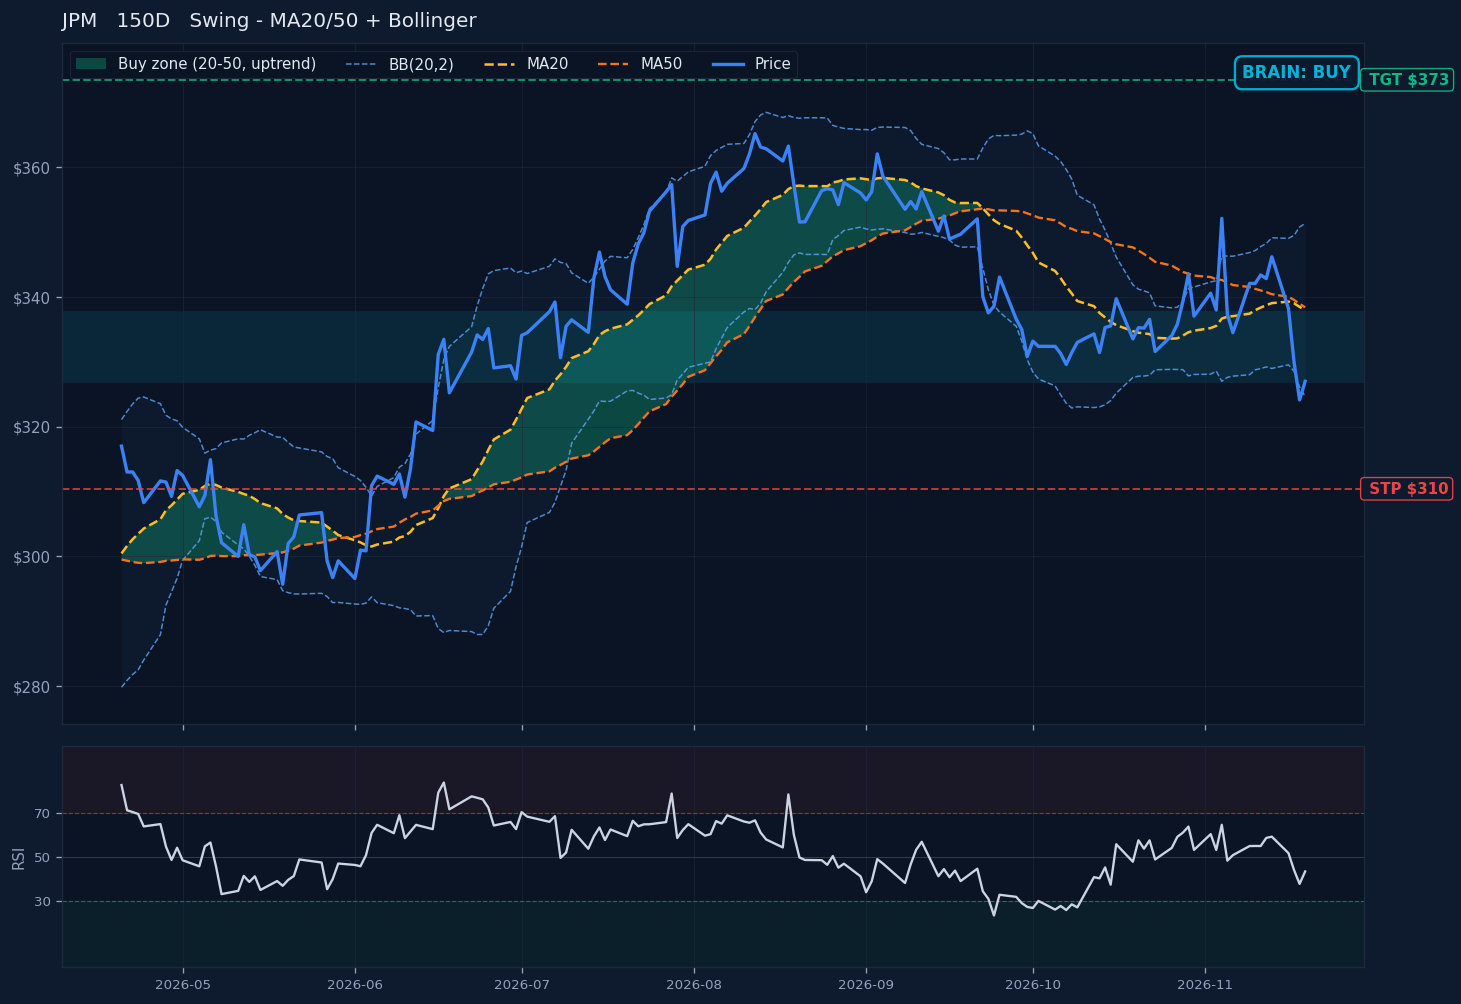 JPM   150D   Swing - MA20/50 + Bollinger
Buy zone (20-50, uptrend)   BB(20,2)   MA20   MA50   Price
BRAIN: BUY
TGT $373
$360
$340
$320
STP $310
$300
$280
RSI
70
50
30
2026-05   2026-06   2026-07   2026-08   2026-09   2026-10   2026-11